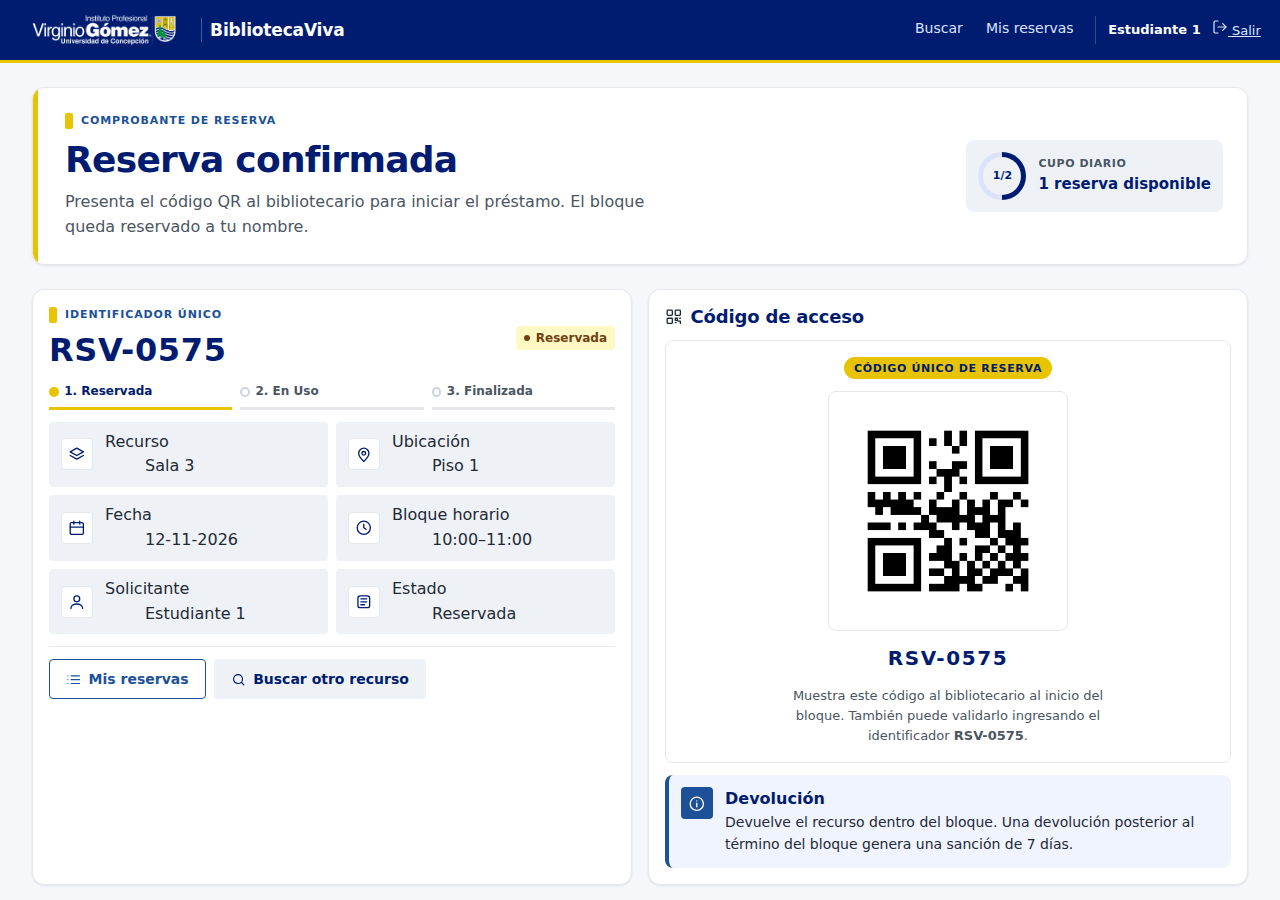 Instituto Profesional
VirginioGómez
Universidad de Concepción
BibliotecaViva
Buscar
Mis reservas
Estudiante 1
Salir
COMPROBANTE DE RESERVA
Reserva confirmada
Presenta el código QR al bibliotecario para iniciar el préstamo. El bloque
queda reservado a tu nombre.
1/2
CUPO DIARIO
1 reserva disponible
IDENTIFICADOR ÚNICO
RSV-0575
Reservada
1. Reservada
2. En Uso
3. Finalizada
Recurso
Sala 3
Ubicación
Piso 1
Fecha
12-11-2026
Bloque horario
10:00–11:00
Solicitante
Estudiante 1
Estado
Reservada
Mis reservas
Buscar otro recurso
Código de acceso
CÓDIGO ÚNICO DE RESERVA
RSV-0575
Muestra este código al bibliotecario al inicio del
bloque. También puede validarlo ingresando el
identificador RSV-0575.
Devolución
Devuelve el recurso dentro del bloque. Una devolución posterior al
término del bloque genera una sanción de 7 días.